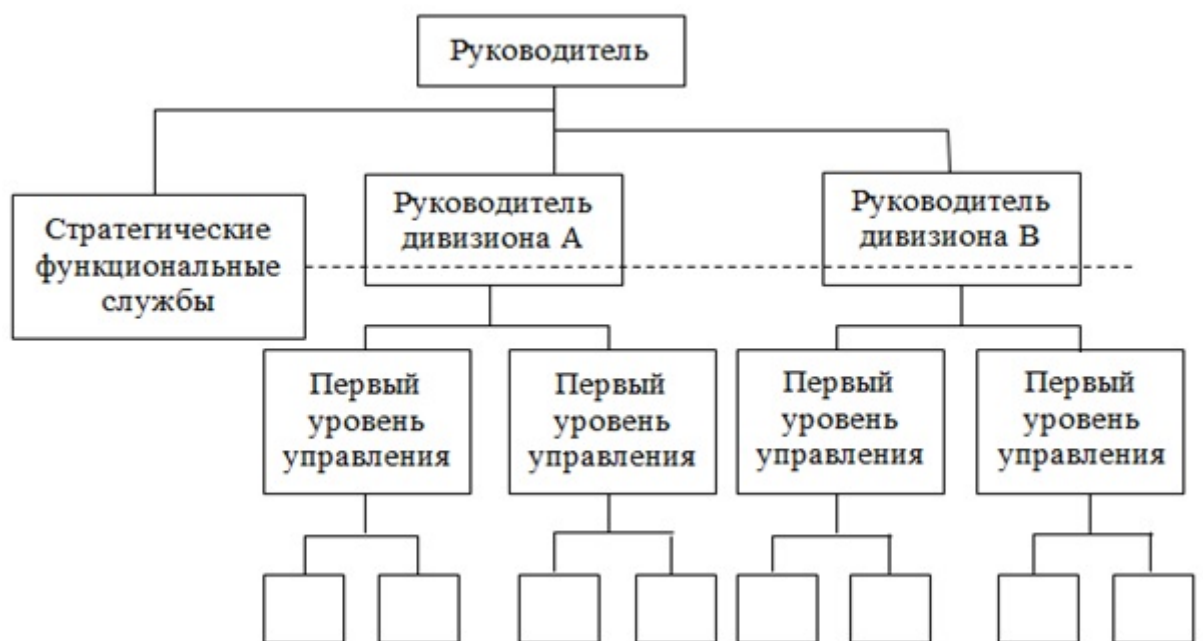 Руководитель
Стратегические
функциональные
службы
Руководитель
дивизиона А
Руководитель
дивизиона В
Первый
уровень
управления
Первый
уровень
управления
Первый
уровень
управления
Первый
уровень
управления